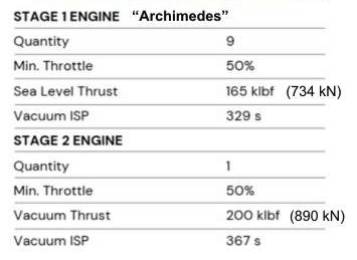 STAGE 1 ENGINE “Archimedes”
Quantity 9
Min. Throttle 50%
Sea Level Thrust 165 klbf (734 kN)
Vacuum ISP 329 s
STAGE 2 ENGINE
Quantity 1
Min. Throttle 50%
Vacuum Thrust 200 klbf (890 kN)
Vacuum ISP 367 s